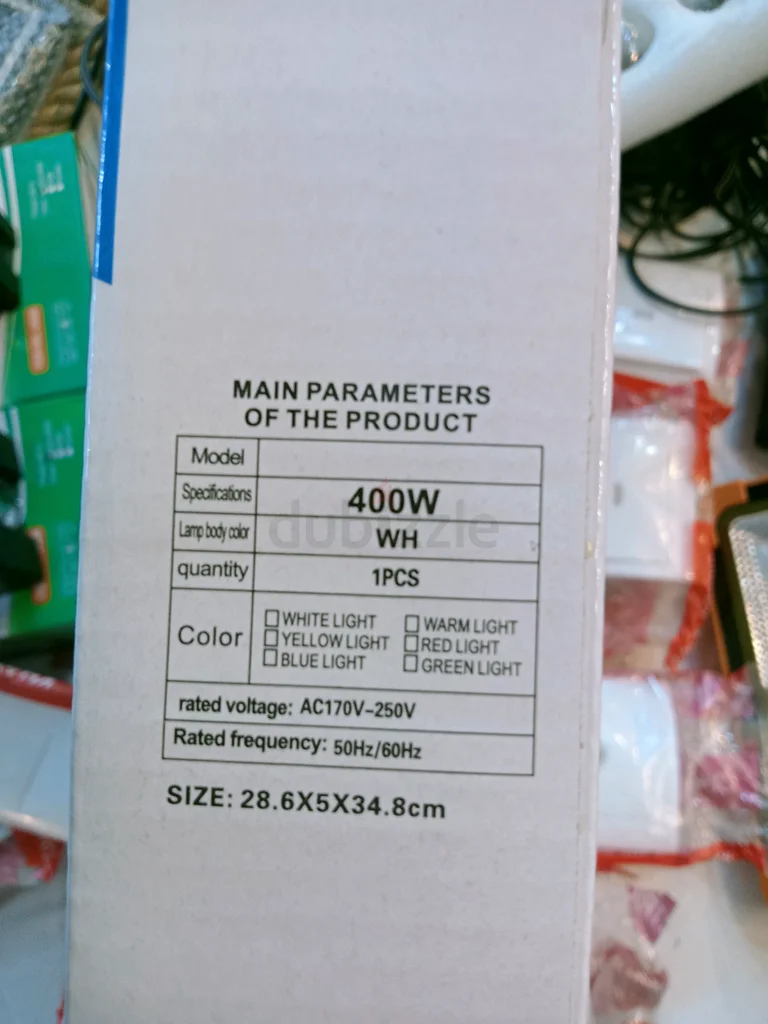 MAIN PARAMETERS
OF THE PRODUCT
Model
Specifications 400W
Lamp body color WH
quantity 1PCS
Color
WHITE LIGHT WARM LIGHT
YELLOW LIGHT RED LIGHT
BLUE LIGHT GREEN LIGHT
rated voltage: AC170V-250V
Rated frequency: 50Hz/60Hz
SIZE: 28.6X5X34.8cm
dubizzle